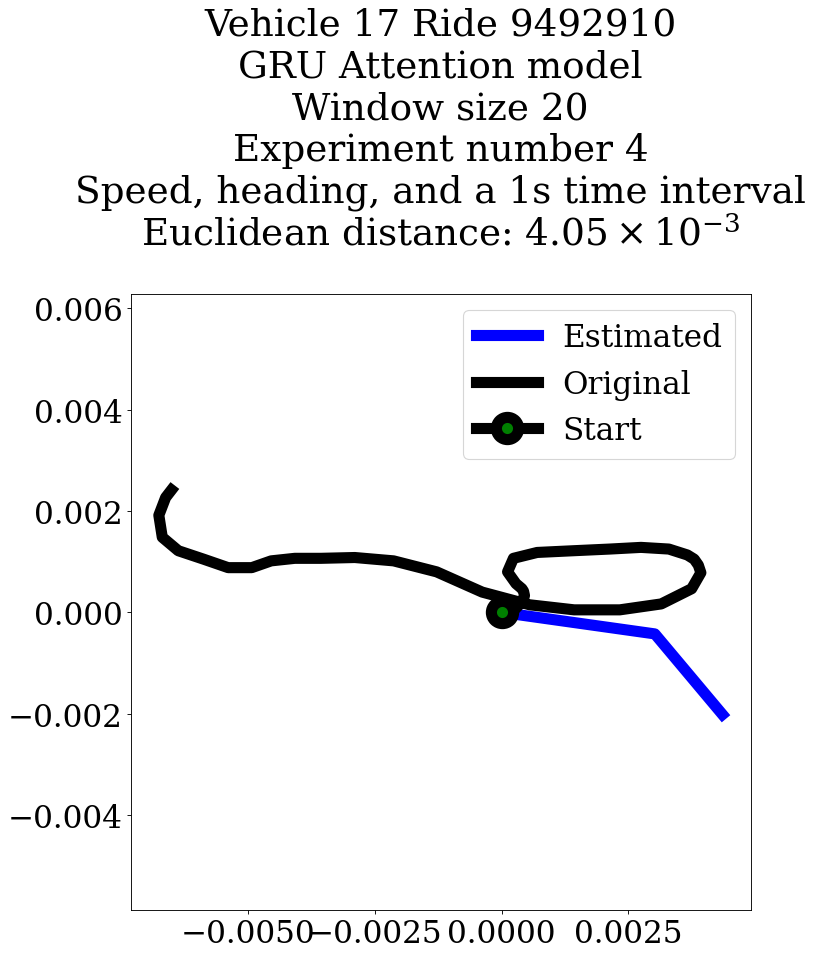 Vehicle 17 Ride 9492910
GRU Attention model
Window size 20
Experiment number 4
Speed, heading, and a 1s time interval
Euclidean distance: 4.05 × 10⁻³
Estimated
Original
Start
0.006
0.004
0.002
0.000
−0.002
−0.004
−0.0050 −0.0025 0.0000 0.0025